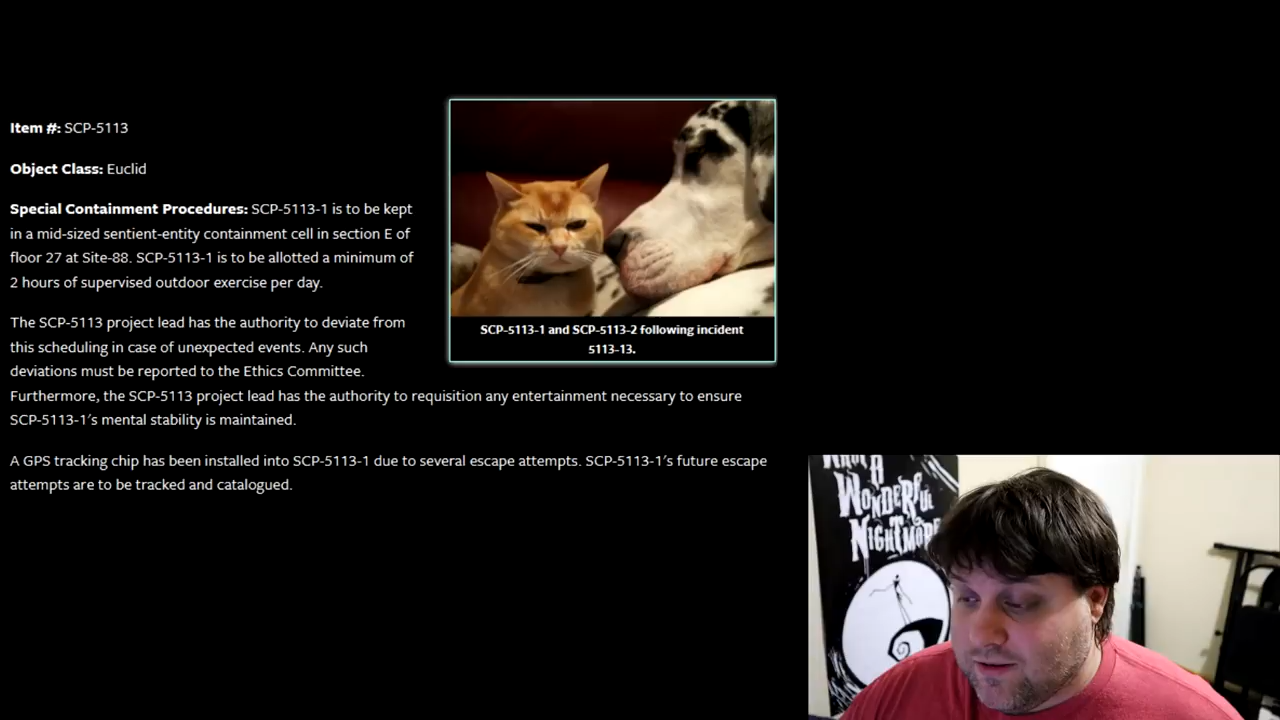 Item #: SCP-5113
Object Class: Euclid
Special Containment Procedures: SCP-5113-1 is to be kept
in a mid-sized sentient-entity containment cell in section E of
floor 27 at Site-88. SCP-5113-1 is to be allotted a minimum of
2 hours of supervised outdoor exercise per day.
The SCP-5113 project lead has the authority to deviate from
this scheduling in case of unexpected events. Any such
deviations must be reported to the Ethics Committee.
Furthermore, the SCP-5113 project lead has the authority to requisition any entertainment necessary to ensure
SCP-5113-1′s mental stability is maintained.
A GPS tracking chip has been installed into SCP-5113-1 due to several escape attempts. SCP-5113-1′s future escape
attempts are to be tracked and catalogued.
SCP-5113-1 and SCP-5113-2 following incident
5113-13.
A
WONDERFUL
NIGHTMARE